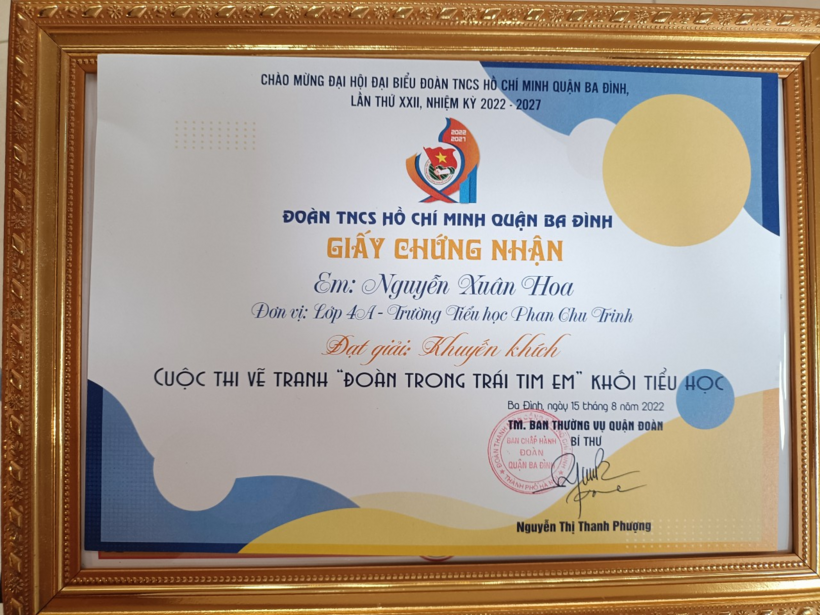 CHÀO MỪNG ĐẠI HỘI ĐẠI BIỂU ĐOÀN TNCS HỒ CHÍ MINH QUẬN BA ĐÌNH,
LẦN THỨ XXII, NHIỆM KỲ 2022 - 2027
2022
2027
ĐOÀN TNCS HỒ CHÍ MINH QUẬN BA ĐÌNH
GIẤY CHỨNG NHẬN
Em: Nguyễn Xuân Hoa
Đơn vị: Lớp 4A - Trường Tiểu học Phan Chu Trinh
Đạt giải: Khuyến khích
CUỘC THI VẼ TRANH “ĐOÀN TRONG TRÁI TIM EM” KHỐI TIỂU HỌC
Ba Đình, ngày 15 tháng 8 năm 2022
TM. BAN THƯỜNG VỤ QUẬN ĐOÀN
BÍ THƯ
BAN CHẤP HÀNH
ĐOÀN
QUẬN BA ĐÌNH
Nguyễn Thị Thanh Phượng